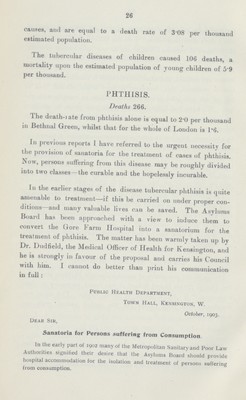 26
causes, and are equal to a death rate of 3·08 per thousand
estimated population.
The tubercular diseases of children caused 106 deaths, a
mortality upon the estimated population of young children of 5·9
per thousand.
PHTHISIS.
Deaths 266.
The death-rate from phthisis alone is equal to 2·0 per thousand
in Bethnal Green, whilst that for the whole of London is 1·6.
In previous reports I have referred to the urgent necessity for
the provision of sanatoria for the treatment of cases of phthisis.
Now, persons suffering from this disease may be roughly divided
into two classes—the curable and the hopelessly incurable.
In the earlier stages of the disease tubercular phthisis is quite
amenable to treatment—if this be carried on under proper con-
ditions—and many valuable lives can be saved. The Asylums
Board has been approached with a view to induce them to
convert the Gore Farm Hospital into a sanatorium for the
treatment of phthisis. The matter has been warmly taken up by
Dr. Dudfield, the Medical Officer of Health for Kensington, and
he is strongly in favour of the proposal and carries his Council
with him. I cannot do better than print his communication
in full:
PUBLIC HEALTH DEPARTMENT,
TOWN HALL, KENSINGTON, W.
October, 1903.
DEAR SIR,
Sanatoria for Persons suffering from Consumption.
In the early part of 1902 many of the Metropolitan Sanitary and Poor Law
Authorities signified their desire that the Asylums Board should provide
hospital accommodation for the isolation and treatment of persons suffering
from consumption.